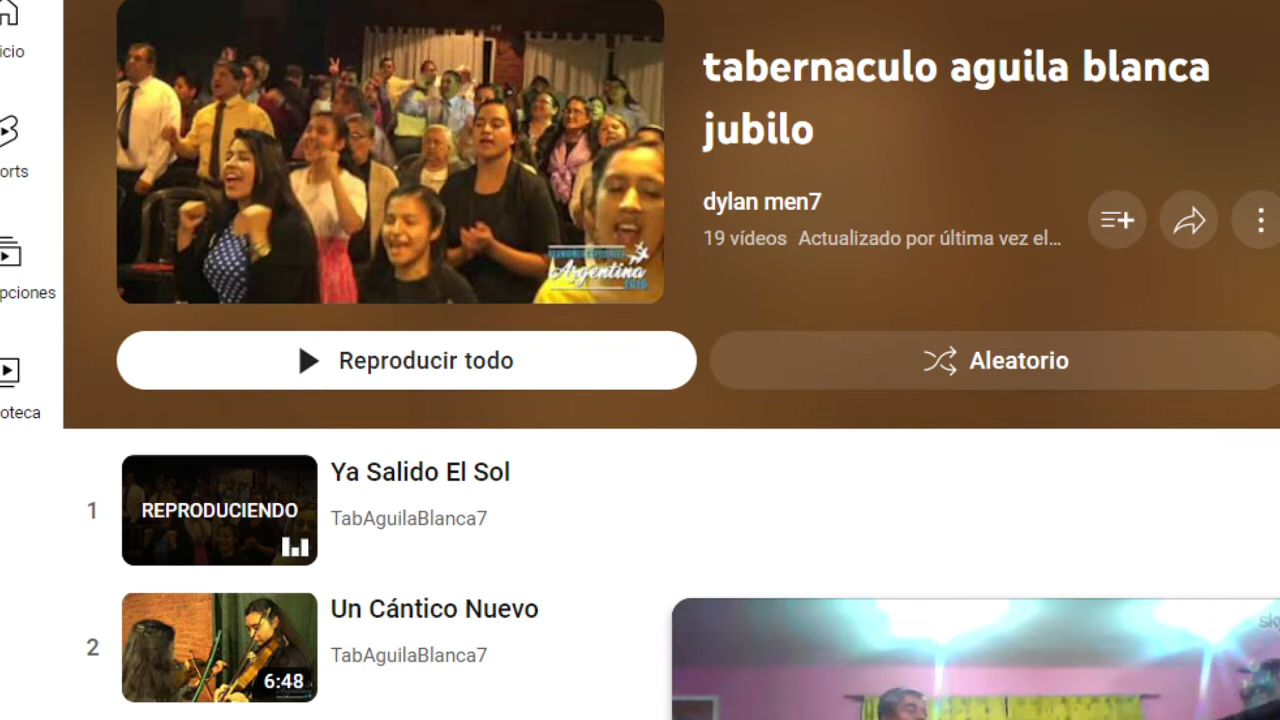 icio
orts
pciones
oteca
tabernaculo aguila blanca
jubilo
dylan men7
19 vídeos Actualizado por última vez el...
Argentina
Reproducir todo
Aleatorio
1
REPRODUCIENDO
Ya Salido El Sol
TabAguilaBlanca7
2
6:48
Un Cántico Nuevo
TabAguilaBlanca7